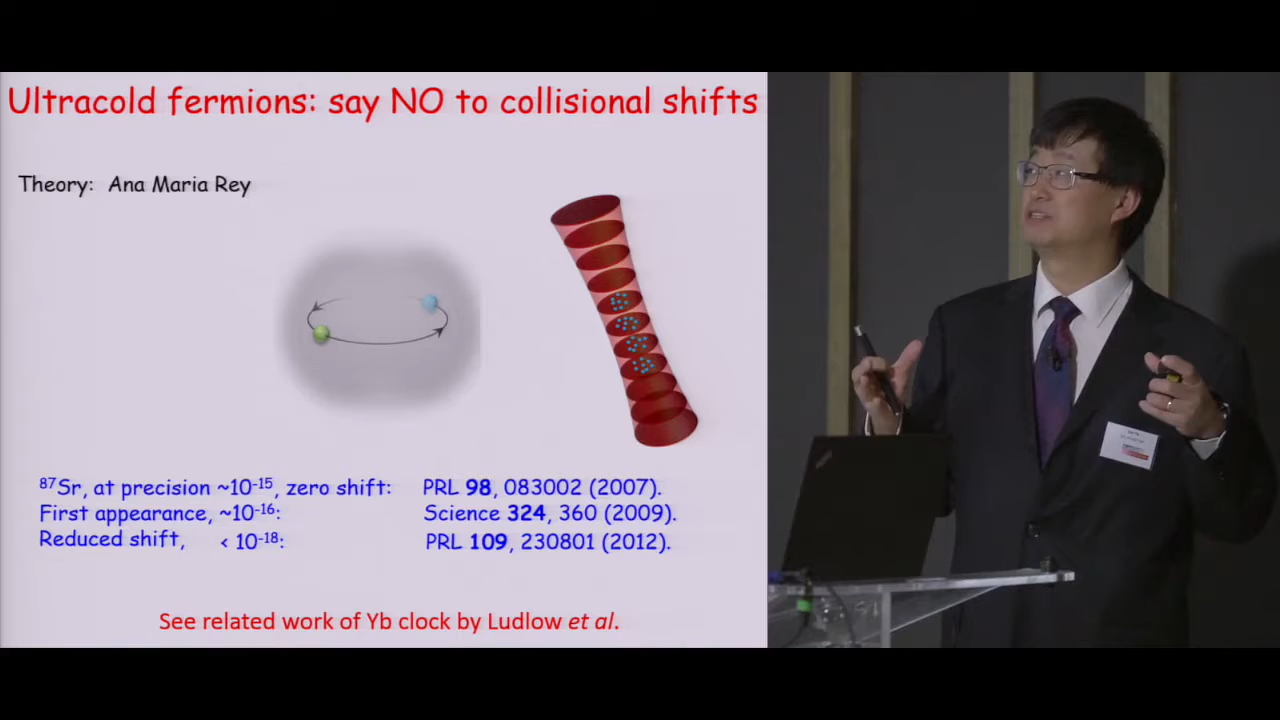 Ultracold fermions: say NO to collisional shifts
Theory: Ana Maria Rey
⁸⁷Sr, at precision ~10⁻¹⁵, zero shift: PRL 98, 083002 (2007).
First appearance, ~10⁻¹⁶: Science 324, 360 (2009).
Reduced shift, < 10⁻¹⁸: PRL 109, 230801 (2012).
See related work of Yb clock by Ludlow et al.